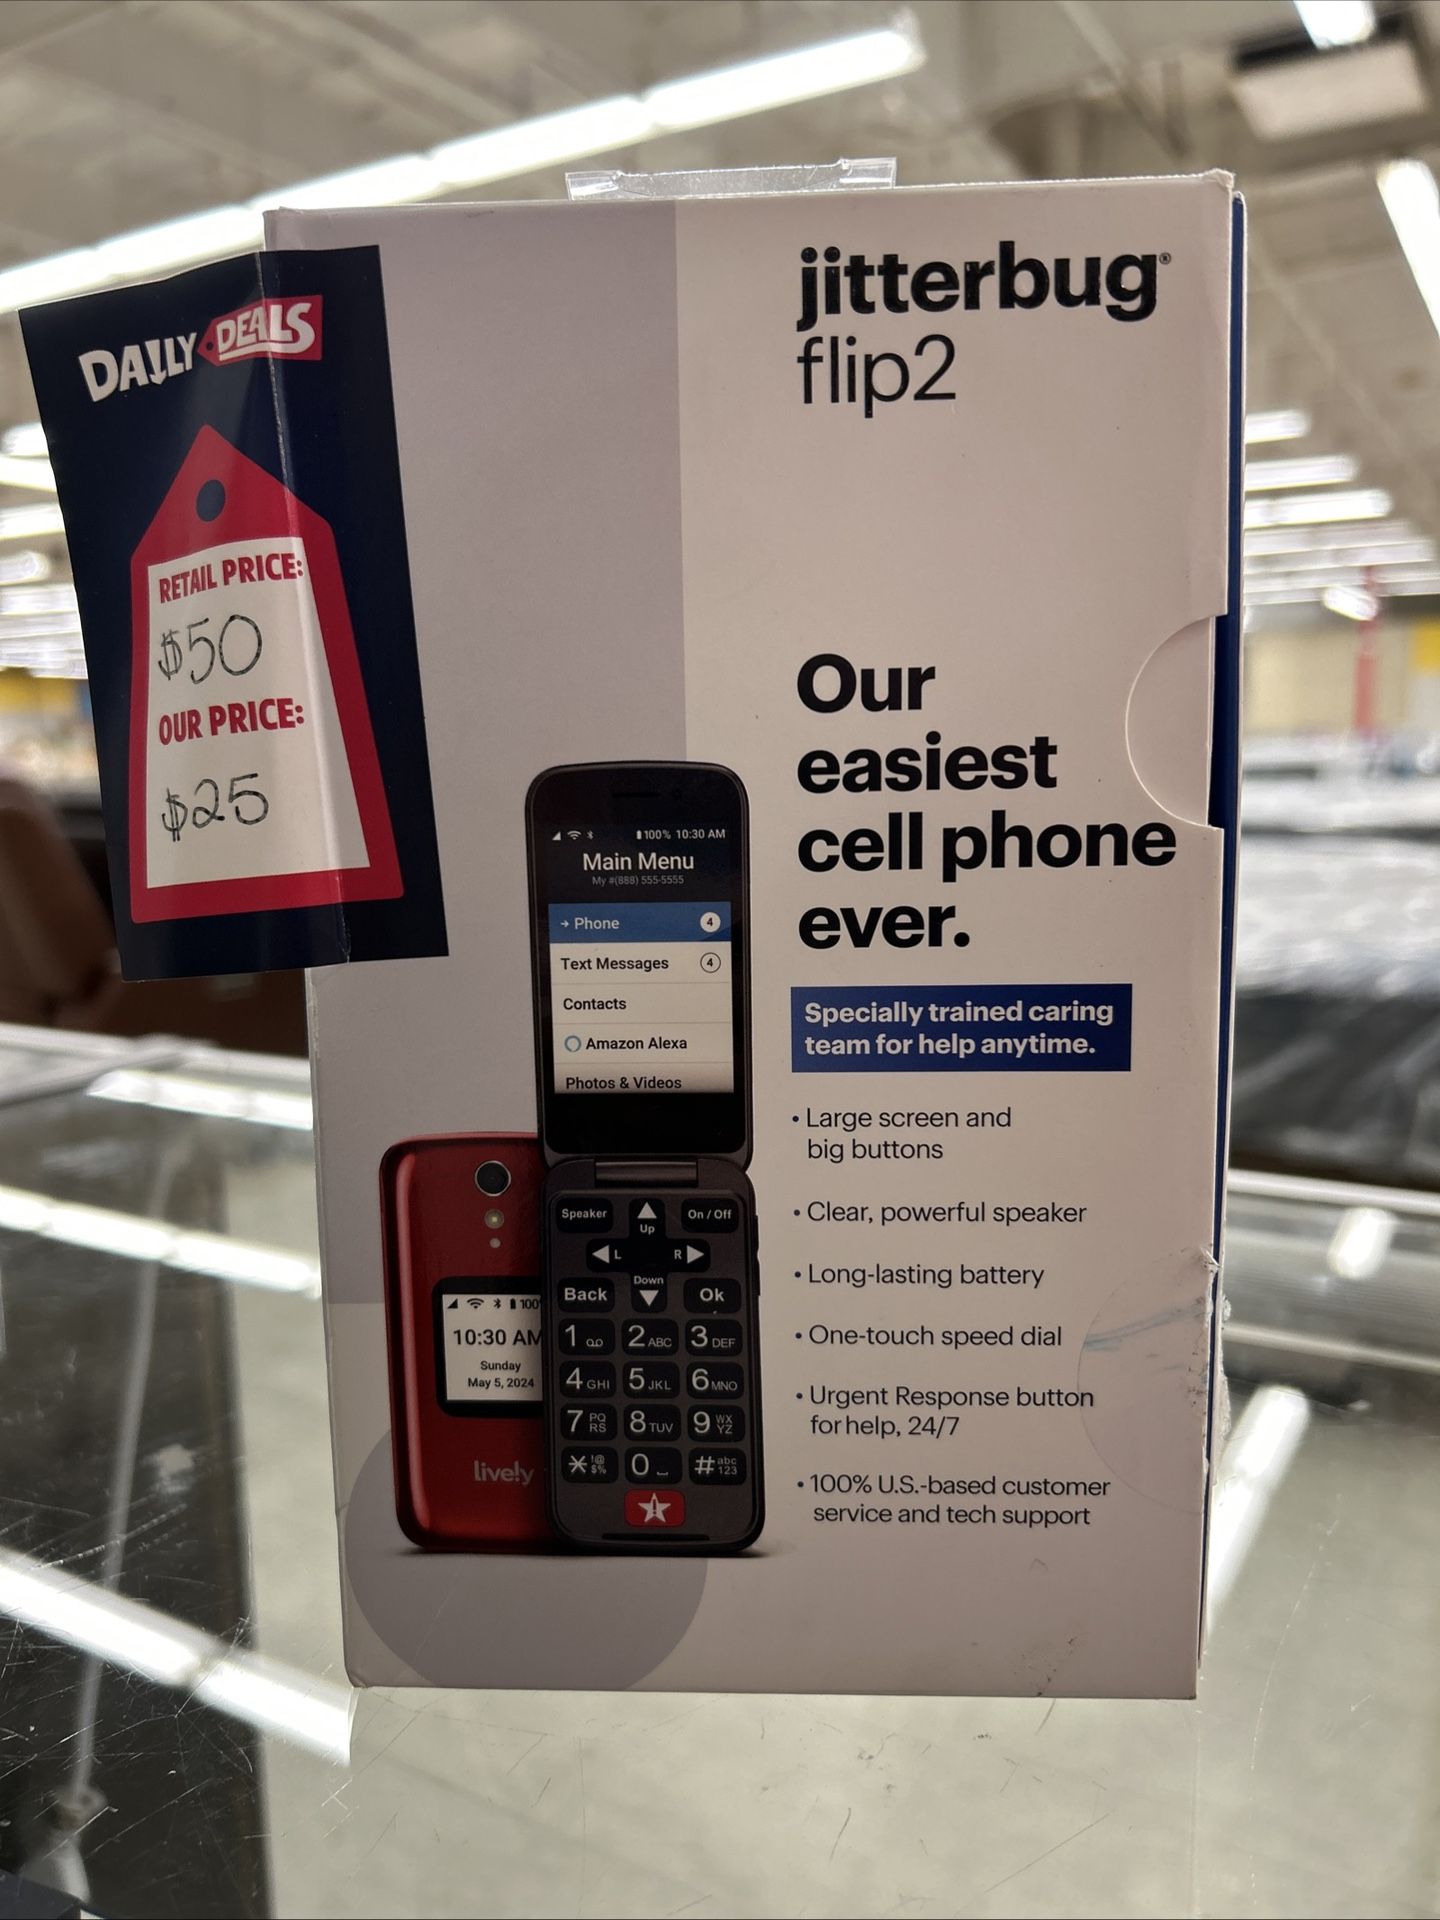 DAILY DEALS
RETAIL PRICE:
$50
OUR PRICE:
$25
jitterbug®
flip2
Our
easiest
cell phone
ever.
Specially trained caring
team for help anytime.
• Large screen and
big buttons
• Clear, powerful speaker
• Long-lasting battery
• One-touch speed dial
• Urgent Response button
for help, 24/7
• 100% U.S.-based customer
service and tech support
100% 10:30 AM
Main Menu
My #(888) 555-5555
→ Phone 4
Text Messages 4
Contacts
Amazon Alexa
Photos & Videos
Speaker Up On / Off
L R
Back Down Ok
1 2 ABC 3 DEF
4 GHI 5 JKL 6 MNO
7 PQRS 8 TUV 9 WXYZ
* !@$% 0 # abc123
100
10:30 AM
Sunday
May 5, 2024
lively